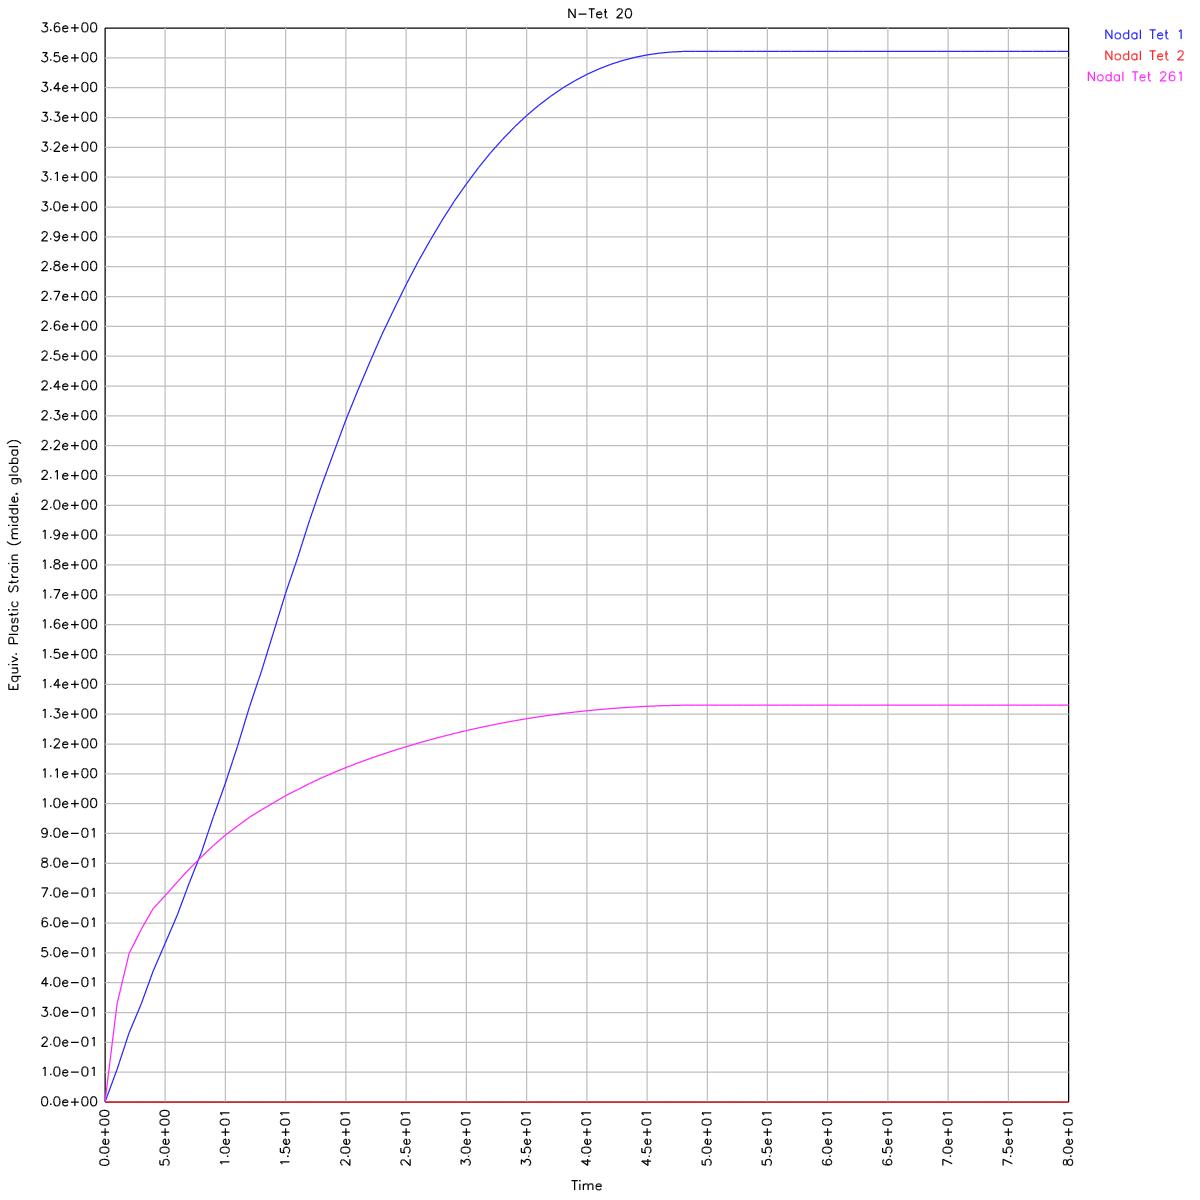 N-Tet 20
Nodal Tet 1
Nodal Tet 2
Nodal Tet 261
Equiv. Plastic Strain (middle, global)
3.6e+00
3.5e+00
3.4e+00
3.3e+00
3.2e+00
3.1e+00
3.0e+00
2.9e+00
2.8e+00
2.7e+00
2.6e+00
2.5e+00
2.4e+00
2.3e+00
2.2e+00
2.1e+00
2.0e+00
1.9e+00
1.8e+00
1.7e+00
1.6e+00
1.5e+00
1.4e+00
1.3e+00
1.2e+00
1.1e+00
1.0e+00
9.0e-01
8.0e-01
7.0e-01
6.0e-01
5.0e-01
4.0e-01
3.0e-01
2.0e-01
1.0e-01
0.0e+00
0.0e+00
5.0e+00
1.0e+01
1.5e+01
2.0e+01
2.5e+01
3.0e+01
3.5e+01
4.0e+01
4.5e+01
5.0e+01
5.5e+01
6.0e+01
6.5e+01
7.0e+01
7.5e+01
8.0e+01
Time